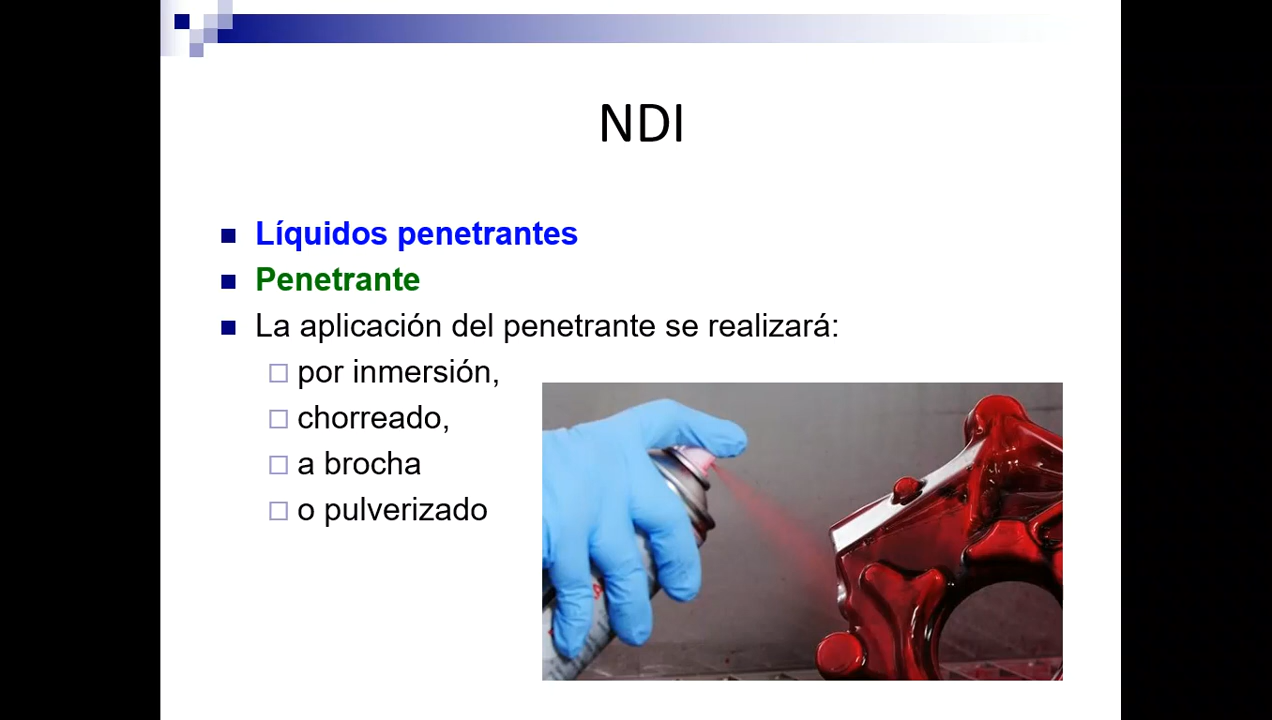 NDI
Líquidos penetrantes
Penetrante
La aplicación del penetrante se realizará:
por inmersión,
chorreado,
a brocha
o pulverizado